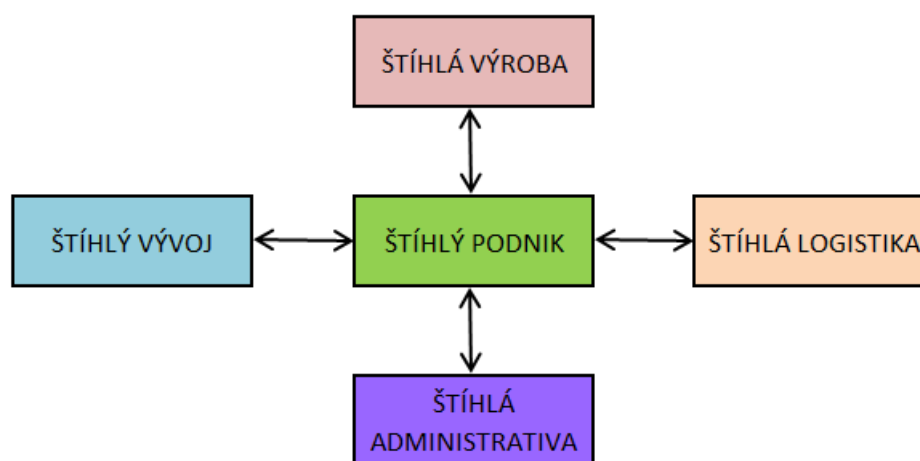 ŠTÍHLÁ VÝROBA
ŠTÍHLÝ VÝVOJ
ŠTÍHLÝ PODNIK
ŠTÍHLÁ LOGISTIKA
ŠTÍHLÁ
ADMINISTRATIVA